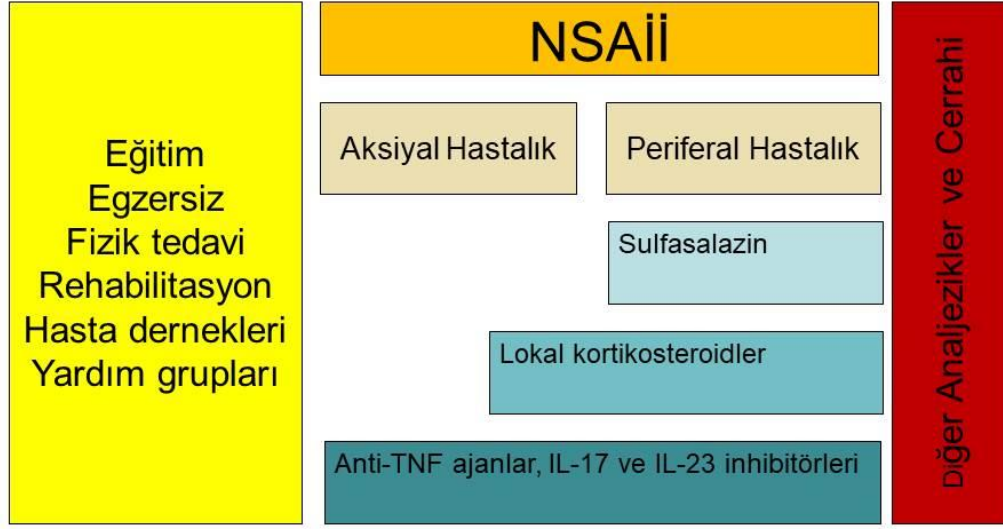 Eğitim
Egzersiz
Fizik tedavi
Rehabilitasyon
Hasta dernekleri
Yardım grupları
NSAİİ
Aksiyal Hastalık
Periferal Hastalık
Sulfasalazin
Lokal kortikosteroidler
Anti-TNF ajanlar, IL-17 ve IL-23 inhibitörleri
Diğer Analjezikler ve Cerrahi